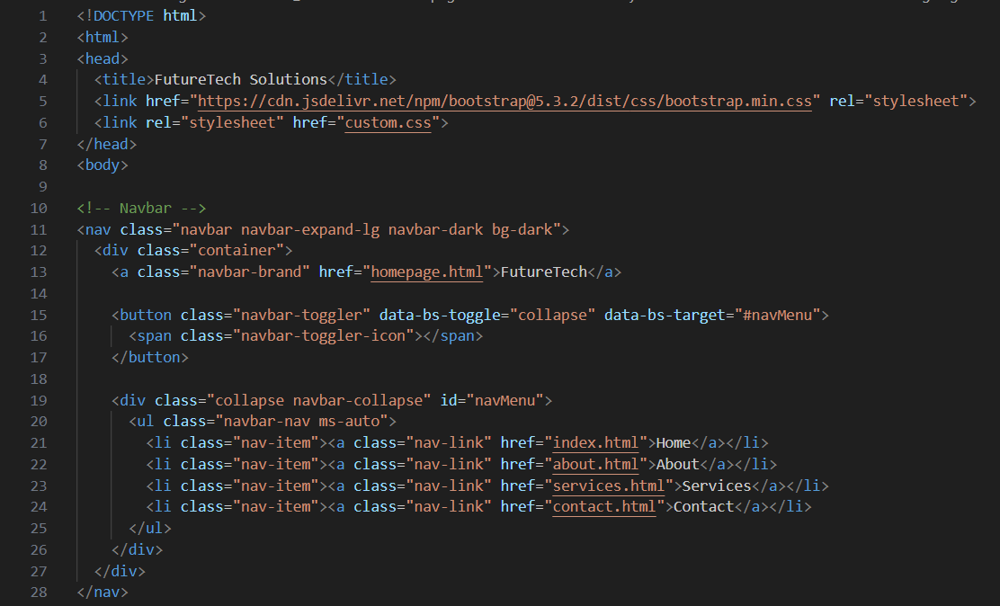 1 <!DOCTYPE html>
2 <html>
3 <head>
4   <title>FutureTech Solutions</title>
5   <link href="https://cdn.jsdelivr.net/npm/bootstrap@5.3.2/dist/css/bootstrap.min.css" rel="stylesheet">
6   <link rel="stylesheet" href="custom.css">
7 </head>
8 <body>
9
10 <!-- Navbar -->
11 <nav class="navbar navbar-expand-lg navbar-dark bg-dark">
12   <div class="container">
13     <a class="navbar-brand" href="homepage.html">FutureTech</a>
14
15     <button class="navbar-toggler" data-bs-toggle="collapse" data-bs-target="#navMenu">
16       <span class="navbar-toggler-icon"></span>
17     </button>
18
19     <div class="collapse navbar-collapse" id="navMenu">
20       <ul class="navbar-nav ms-auto">
21         <li class="nav-item"><a class="nav-link" href="index.html">Home</a></li>
22         <li class="nav-item"><a class="nav-link" href="about.html">About</a></li>
23         <li class="nav-item"><a class="nav-link" href="services.html">Services</a></li>
24         <li class="nav-item"><a class="nav-link" href="contact.html">Contact</a></li>
25       </ul>
26     </div>
27   </div>
28 </nav>